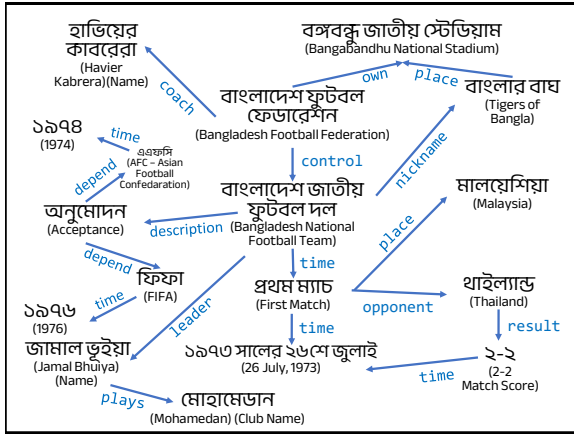 হাভিয়ের
কাবরেরা
(Havier
Kabrera)(Name)
বঙ্গবন্ধু জাতীয় স্টেডিয়াম
(Bangabandhu National Stadium)
coach
own
place
বাংলাদেশ ফুটবল
ফেডারেশন
(Bangladesh Football Federation)
বাংলার বাঘ
(Tigers of
Bangla)
১৯৭৪
(1974)
time
এএফসি
(AFC – Asian
Football
Confedaration)
control
nickname
depend
মালয়েশিয়া
(Malaysia)
অনুমোদন
(Acceptance)
description
বাংলাদেশ জাতীয়
ফুটবল দল
(Bangladesh National
Football Team)
place
depend
ফিফা
(FIFA)
time
প্রথম ম্যাচ
(First Match)
opponent
থাইল্যান্ড
(Thailand)
time
১৯৭৬
(1976)
leader
time
result
জামাল ভূইয়া
(Jamal Bhuiya)
(Name)
১৯৭৩ সালের ২৬শে জুলাই
(26 July, 1973)
time
২-২
(2-2
Match Score)
plays
মোহামেডান
(Mohamedan) (Club Name)